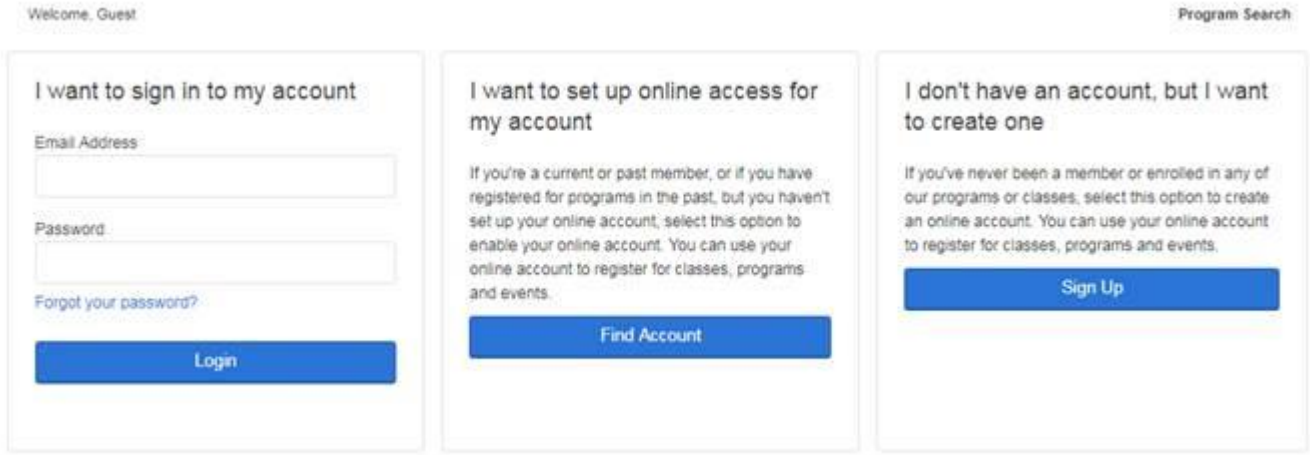 Welcome, Guest
Program Search
I want to sign in to my account
Email Address
Password
Forgot your password?
Login
I want to set up online access for
my account
If you're a current or past member, or if you have
registered for programs in the past, but you haven't
set up your online account, select this option to
enable your online account. You can use your
online account to register for classes, programs
and events.
Find Account
I don't have an account, but I want
to create one
If you've never been a member or enrolled in any of
our programs or classes, select this option to create
an online account. You can use your online account
to register for classes, programs and events.
Sign Up